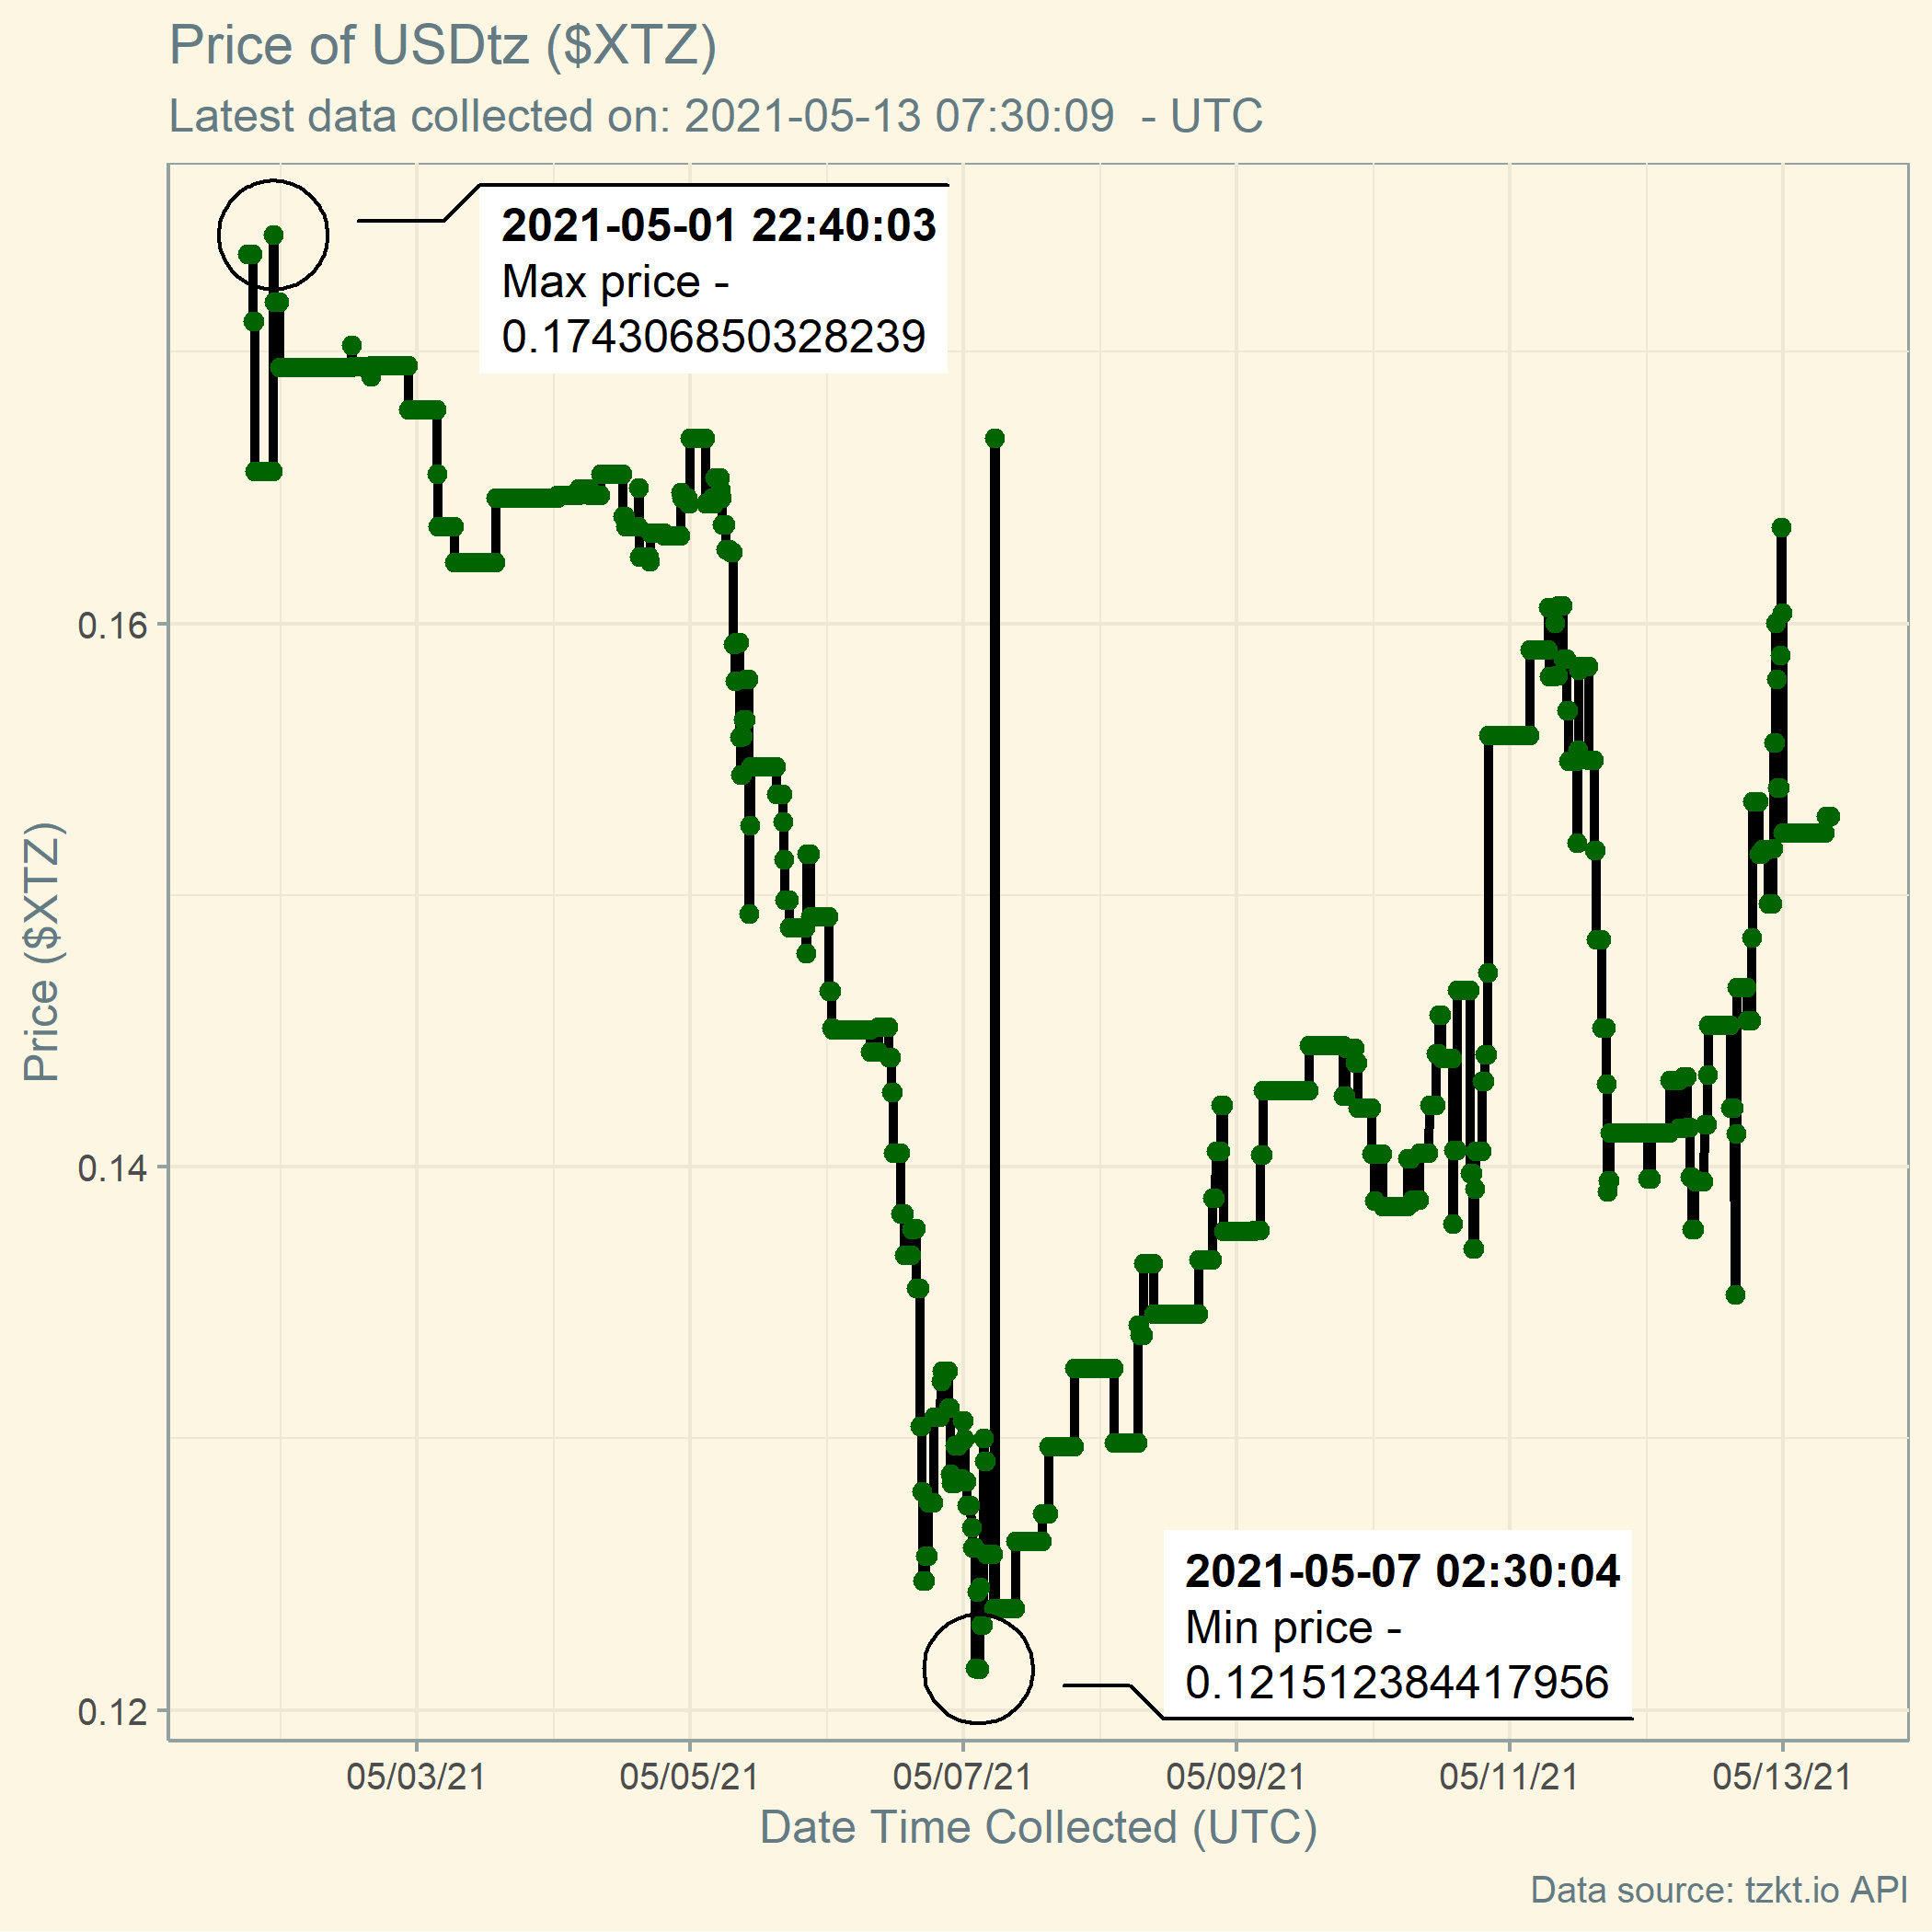 Price of USDtz ($XTZ)
Latest data collected on: 2021-05-13 07:30:09  - UTC
2021-05-01 22:40:03
Max price -
0.174306850328239
0.16
0.14
0.12
Price ($XTZ)
2021-05-07 02:30:04
Min price -
0.121512384417956
05/03/21
05/05/21
05/07/21
05/09/21
05/11/21
05/13/21
Date Time Collected (UTC)
Data source: tzkt.io API